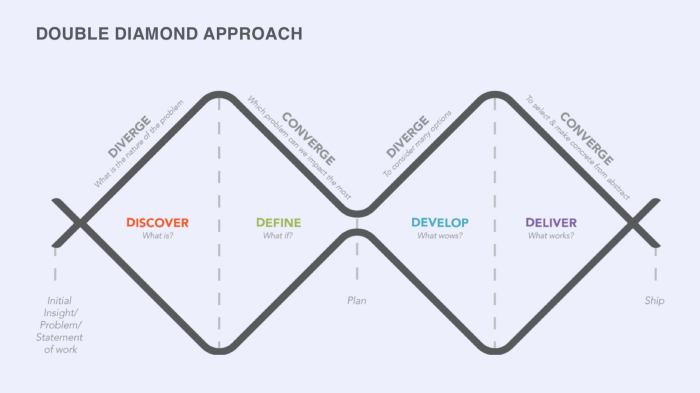 DOUBLE DIAMOND APPROACH
DIVERGE
What is the nature of the problem
Which problem can we impact the most
CONVERGE
DIVERGE
To consider many options
To select & make concrete from abstract
CONVERGE
DISCOVER
What is?
DEFINE
What if?
DEVELOP
What wows?
DELIVER
What works?
Initial
Insight/
Problem/
Statement
of work
Plan
Ship